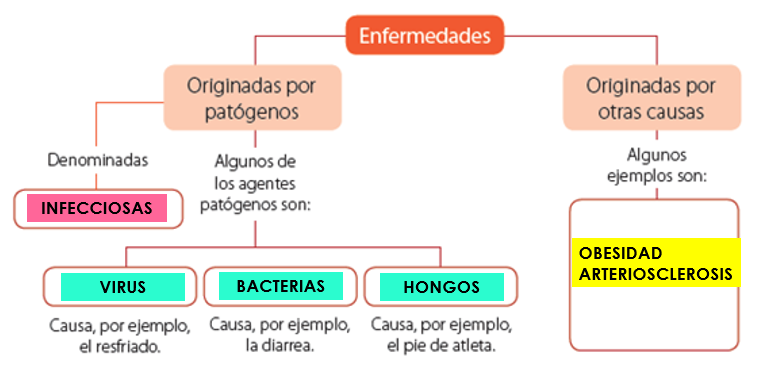 Enfermedades
Originadas por
patógenos
Originadas por
otras causas
Denominadas
INFECCIOSAS
Algunos de
los agentes
patógenos son:
Algunos
ejemplos son:
VIRUS
BACTERIAS
HONGOS
OBESIDAD
ARTERIOSCLEROSIS
Causa, por ejemplo,
el resfriado.
Causa, por ejemplo,
la diarrea.
Causa, por ejemplo,
el pie de atleta.